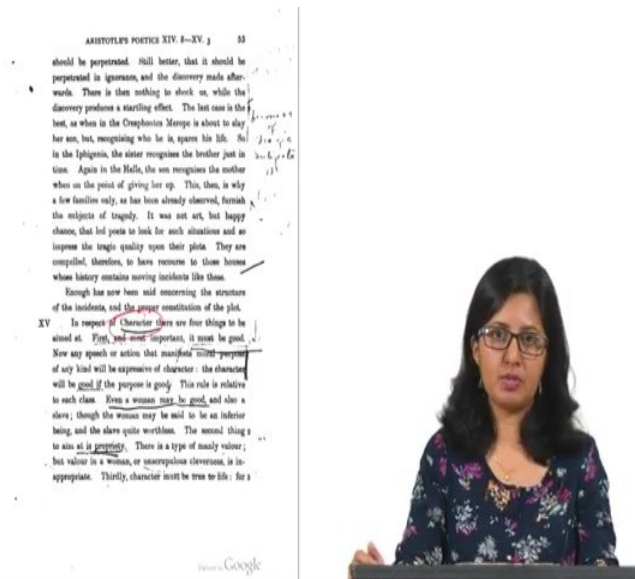 ARISTOTLE'S POETICS XIV. 8—XV. 3 53
should be perpetrated. Still better, that it should be
perpetrated in ignorance, and the discovery made after-
wards. There is then nothing to shock us, while the
discovery produces a startling effect. The last case is the
best, as when in the Cresphontes Merope is about to slay
her son, but, recognising who he is, spares his life. So
in the Iphigenia, the sister recognises the brother just in
time. Again in the Helle, the son recognises the mother
when on the point of giving her up. This, then, is why
a few families only, as has been already observed, furnish
the subjects of tragedy. It was not art, but happy
chance, that led poets to look for such situations and so
impress the tragic quality upon their plots. They are
compelled, therefore, to have recourse to those houses
whose history contains moving incidents like these.
Enough has now been said concerning the structure
of the incidents, and the proper constitution of the plot.
XV In respect of Character there are four things to be
aimed at. First, and most important, it must be good.
Now any speech or action that manifests moral purpose
of any kind will be expressive of character: the character
will be good if the purpose is good. This rule is relative
to each class. Even a woman may be good, and also a
slave; though the woman may be said to be an inferior
being, and the slave quite worthless. The second thing 2
to aim at is propriety. There is a type of manly valour;
but valour in a woman, or unscrupulous cleverness, is in-
appropriate. Thirdly, character must be true to life: for 3
Google